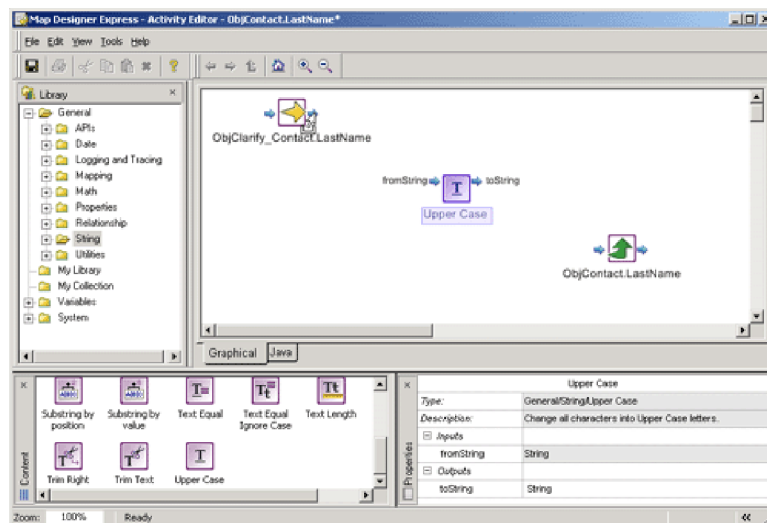 Map Designer Express - Activity Editor - ObjContact.LastName*
File Edit View Tools Help
Library
General
APIs
Date
Logging and Tracing
Mapping
Math
Properties
Relationship
String
Utilities
My Library
My Collection
Variables
System
ObjClarify_Contact.LastName
fromString
T
toString
Upper Case
ObjContact.LastName
Graphical Java
Content
Substring by position
Substring by value
Text Equal
Text Equal Ignore Case
Text Length
Trim Right
Trim Text
Upper Case
Properties
Upper Case
Type: General/String/Upper Case
Description: Change all characters into Upper Case letters.
Inputs
fromString String
Outputs
toString String
Zoom: 100% Ready